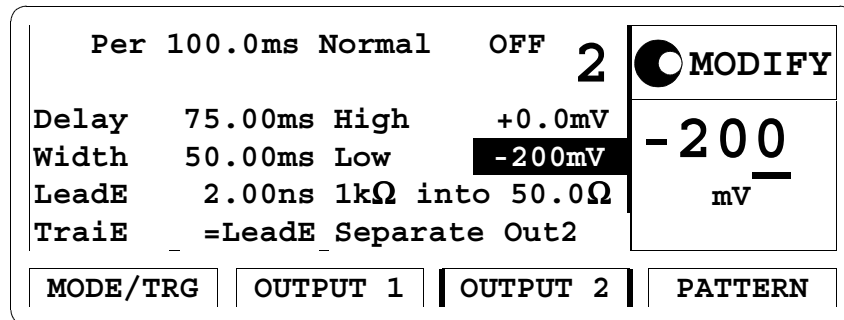 Per 100.0ms Normal OFF 2
MODIFY
Delay 75.00ms High +0.0mV
Width 50.00ms Low -200mV
LeadE 2.00ns 1kΩ into 50.0Ω
TraiE =LeadE Separate Out2
-200
mV
MODE/TRG OUTPUT 1 OUTPUT 2 PATTERN